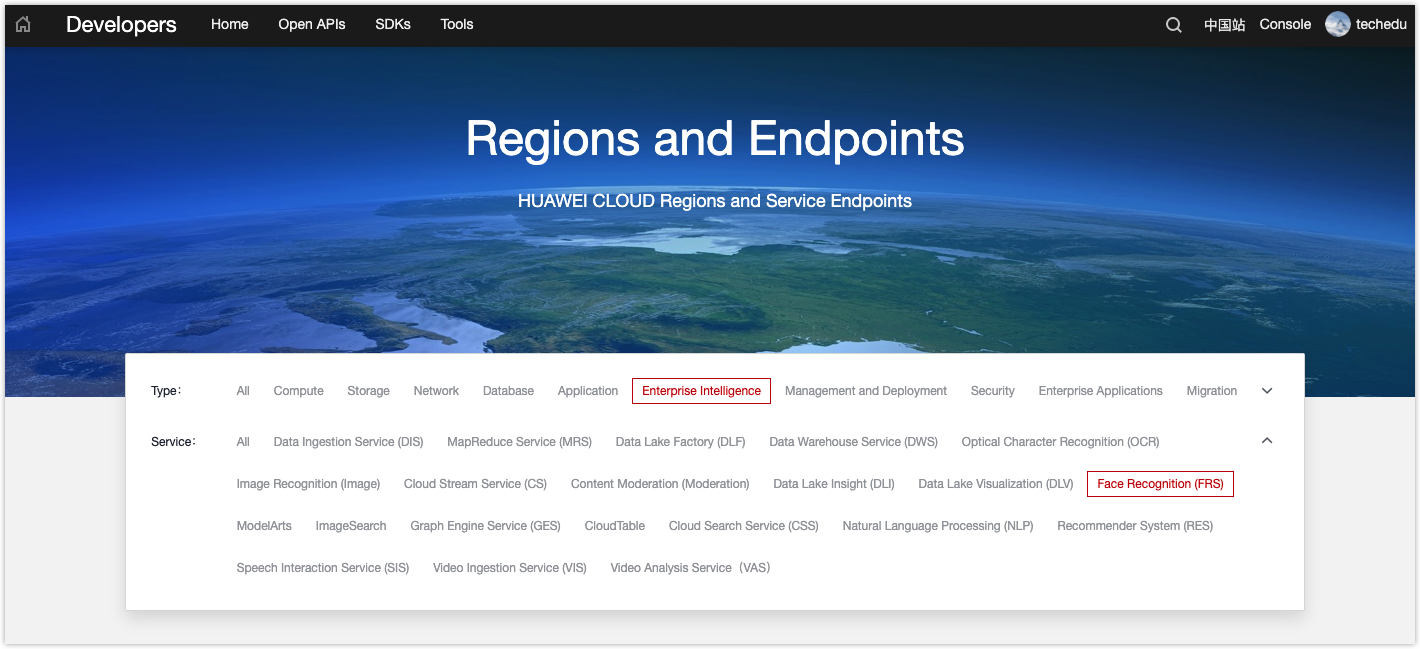 Developers Home Open APIs SDKs Tools 中国站 Console techedu
Regions and Endpoints
HUAWEI CLOUD Regions and Service Endpoints
Type: All Compute Storage Network Database Application Enterprise Intelligence Management and Deployment Security Enterprise Applications Migration
Service: All Data Ingestion Service (DIS) MapReduce Service (MRS) Data Lake Factory (DLF) Data Warehouse Service (DWS) Optical Character Recognition (OCR)
Image Recognition (Image) Cloud Stream Service (CS) Content Moderation (Moderation) Data Lake Insight (DLI) Data Lake Visualization (DLV) Face Recognition (FRS)
ModelArts ImageSearch Graph Engine Service (GES) CloudTable Cloud Search Service (CSS) Natural Language Processing (NLP) Recommender System (RES)
Speech Interaction Service (SIS) Video Ingestion Service (VIS) Video Analysis Service（VAS）